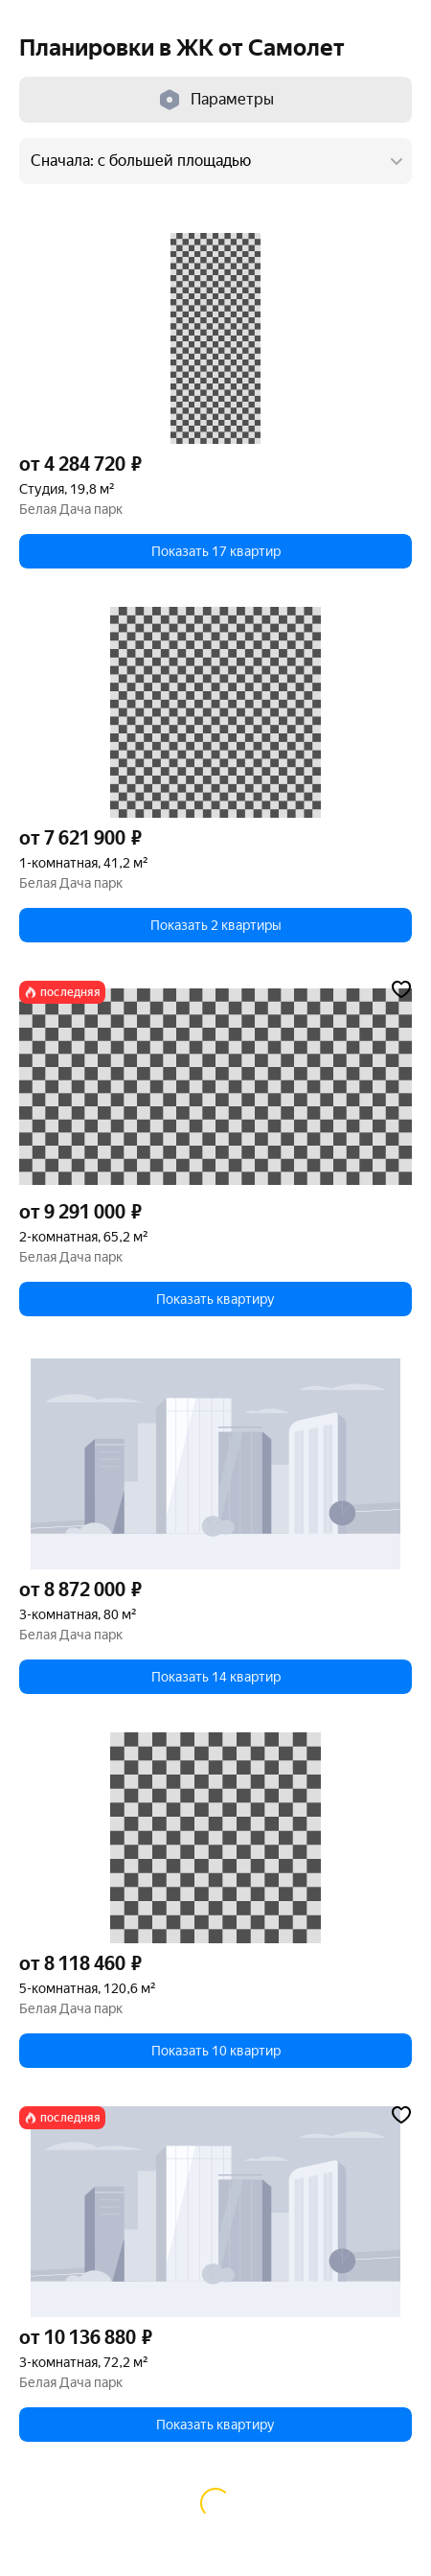 Планировки в ЖК от Самолет
Параметры
Сначала: с большей площадью
от 4 284 720 ₽
Студия, 19,8 м²
Белая Дача парк
Показать 17 квартир
от 7 621 900 ₽
1-комнатная, 41,2 м²
Белая Дача парк
Показать 2 квартиры
последняя
от 9 291 000 ₽
2-комнатная, 65,2 м²
Белая Дача парк
Показать квартиру
от 8 872 000 ₽
3-комнатная, 80 м²
Белая Дача парк
Показать 14 квартир
от 8 118 460 ₽
5-комнатная, 120,6 м²
Белая Дача парк
Показать 10 квартир
последняя
от 10 136 880 ₽
3-комнатная, 72,2 м²
Белая Дача парк
Показать квартиру